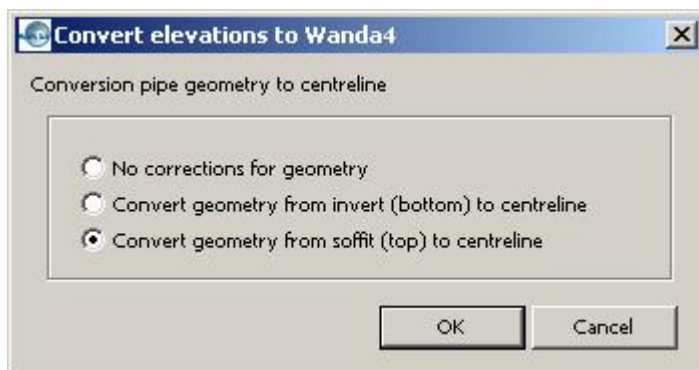 Convert elevations to Wanda4
Conversion pipe geometry to centreline
No corrections for geometry
Convert geometry from invert (bottom) to centreline
Convert geometry from soffit (top) to centreline
OK Cancel